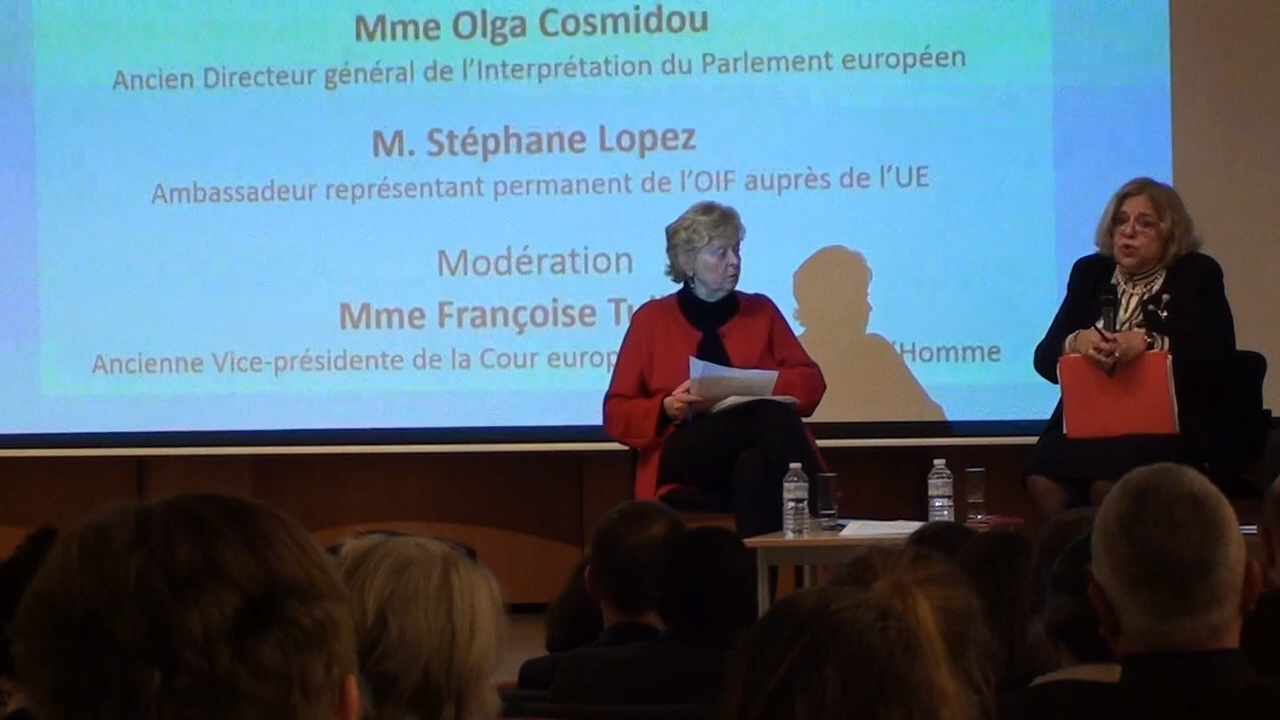 Mme Olga Cosmidou
Ancien Directeur général de l'Interprétation du Parlement européen
M. Stéphane Lopez
Ambassadeur représentant permanent de l'OIF auprès de l'UE
Modération
Mme Françoise
Ancienne Vice-présidente de la Cour l'Homme